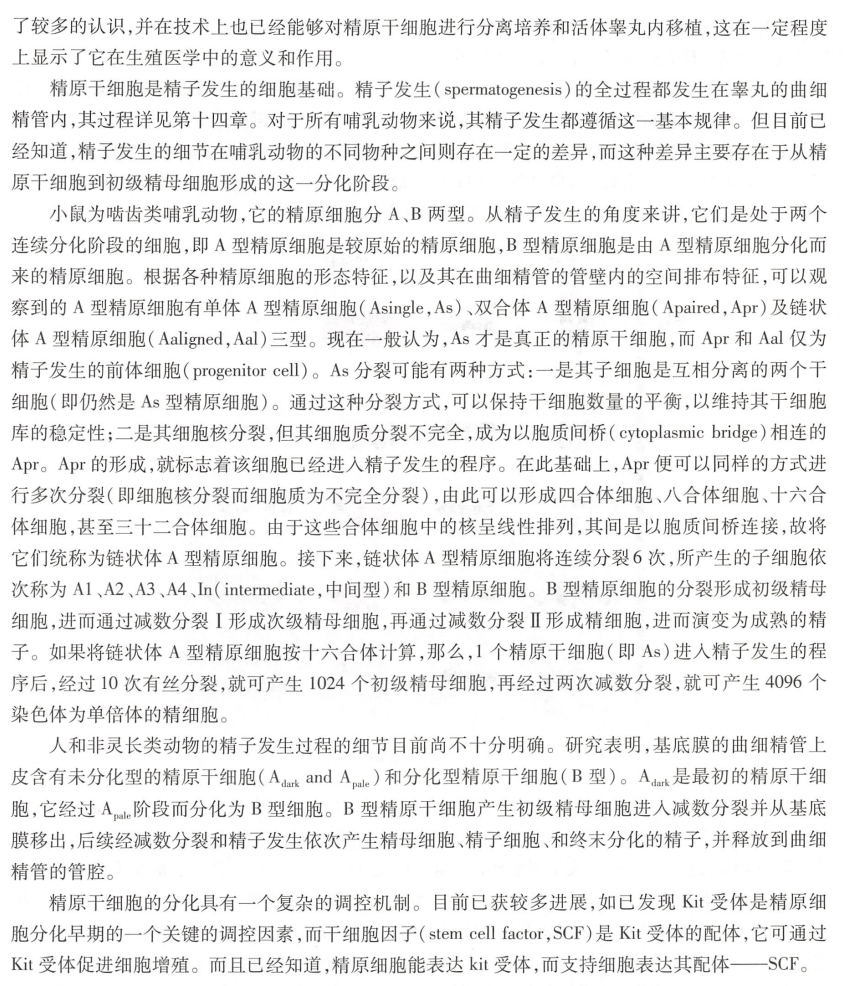 了较多的认识,并在技术上也已经能够对精原干细胞进行分离培养和活体睾丸内移植,这在一定程度
上显示了它在生殖医学中的意义和作用。
精原干细胞是精子发生的细胞基础。精子发生(spermatogenesis)的全过程都发生在睾丸的曲细
精管内,其过程详见第十四章。对于所有哺乳动物来说,其精子发生都遵循这一基本规律。但目前已
经知道,精子发生的细节在哺乳动物的不同物种之间则存在一定的差异,而这种差异主要存在于从精
原干细胞到初级精母细胞形成的这一分化阶段。
小鼠为啮齿类哺乳动物,它的精原细胞分 A、B 两型。从精子发生的角度来讲,它们是处于两个
连续分化阶段的细胞,即 A 型精原细胞是较原始的精原细胞,B 型精原细胞是由 A 型精原细胞分化而
来的精原细胞。根据各种精原细胞的形态特征,以及其在曲细精管的管壁内的空间排布特征,可以观
察到的 A 型精原细胞有单体 A 型精原细胞(Asingle,As)、双合体 A 型精原细胞(Apaired,Apr)及链状
体 A 型精原细胞(Aaligned,Aal)三型。现在一般认为,As 才是真正的精原干细胞,而 Apr 和 Aal 仅为
精子发生的前体细胞(progenitor cell)。As 分裂可能有两种方式:一是其子细胞是互相分离的两个干
细胞(即仍然是 As 型精原细胞)。通过这种分裂方式,可以保持干细胞数量的平衡,以维持其干细胞
库的稳定性;二是其细胞核分裂,但其细胞质分裂不完全,成为以胞质间桥(cytoplasmic bridge)相连的
Apr。Apr 的形成,就标志着该细胞已经进入精子发生的程序。在此基础上,Apr 便可以同样的方式进
行多次分裂(即细胞核分裂而细胞质为不完全分裂),由此可以形成四合体细胞、八合体细胞、十六合
体细胞,甚至三十二合体细胞。由于这些合体细胞中的核呈线性排列,其间是以胞质间桥连接,故将
它们统称为链状体 A 型精原细胞。接下来,链状体 A 型精原细胞将连续分裂 6 次,所产生的子细胞依
次称为 A1、A2、A3、A4、In(intermediate,中间型)和 B 型精原细胞。B 型精原细胞的分裂形成初级精母
细胞,进而通过减数分裂Ⅰ形成次级精母细胞,再通过减数分裂Ⅱ形成精细胞,进而演变为成熟的精
子。如果将链状体 A 型精原细胞按十六合体计算,那么,1 个精原干细胞(即 As)进入精子发生的程
序后,经过 10 次有丝分裂,就可产生 1024 个初级精母细胞,再经过两次减数分裂,就可产生 4096 个
染色体为单倍体的精细胞。
人和非灵长类动物的精子发生过程的细节目前尚不十分明确。研究表明,基底膜的曲细精管上
皮含有未分化型的精原干细胞(Adark and Apale)和分化型精原干细胞(B 型)。Adark是最初的精原干细
胞,它经过 Apale阶段而分化为 B 型细胞。B 型精原干细胞产生初级精母细胞进入减数分裂并从基底
膜移出,后续经减数分裂和精子发生依次产生精母细胞、精子细胞、和终末分化的精子,并释放到曲细
精管的管腔。
精原干细胞的分化具有一个复杂的调控机制。目前已获较多进展,如已发现 Kit 受体是精原细
胞分化早期的一个关键的调控因素,而干细胞因子(stem cell factor,SCF)是 Kit 受体的配体,它可通过
Kit 受体促进细胞增殖。而且已经知道,精原细胞能表达 kit 受体,而支持细胞表达其配体——SCF。